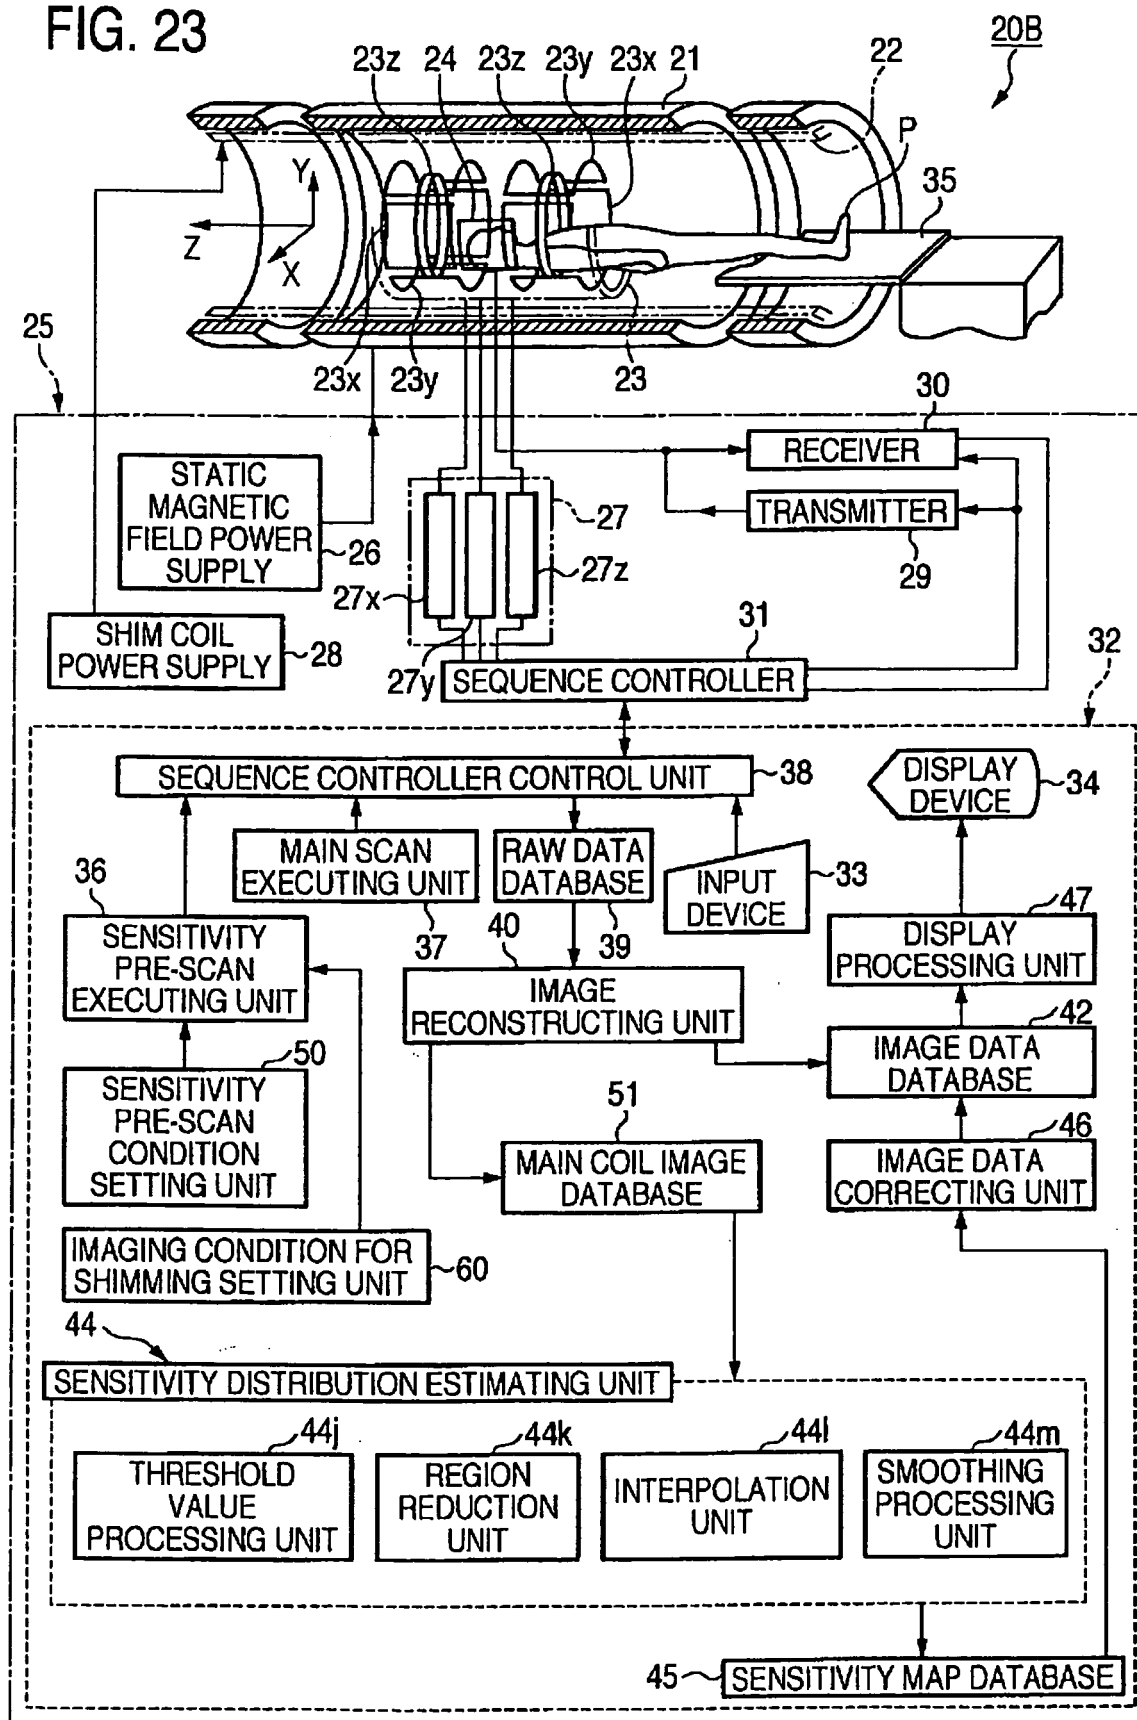 FIG. 23
20B
23z 24 23z 23y 23x 21 22
P
35
Y
Z
X
25
23x 23y 23
30
RECEIVER
STATIC
MAGNETIC
FIELD POWER
SUPPLY
26
27
TRANSMITTER
29
27x
27z
SHIM COIL
POWER SUPPLY
28
27y
31
SEQUENCE CONTROLLER
32
SEQUENCE CONTROLLER CONTROL UNIT
38
DISPLAY
DEVICE
34
MAIN SCAN
EXECUTING UNIT
37
RAW DATA
DATABASE
39
INPUT
DEVICE
33
36
SENSITIVITY
PRE-SCAN
EXECUTING UNIT
40
IMAGE
RECONSTRUCTING UNIT
47
DISPLAY
PROCESSING UNIT
42
IMAGE DATA
DATABASE
50
SENSITIVITY
PRE-SCAN
CONDITION
SETTING UNIT
51
MAIN COIL IMAGE
DATABASE
46
IMAGE DATA
CORRECTING UNIT
IMAGING CONDITION FOR
SHIMMING SETTING UNIT
60
44
SENSITIVITY DISTRIBUTION ESTIMATING UNIT
44j
THRESHOLD
VALUE
PROCESSING UNIT
44k
REGION
REDUCTION
UNIT
44l
INTERPOLATION
UNIT
44m
SMOOTHING
PROCESSING
UNIT
45
SENSITIVITY MAP DATABASE